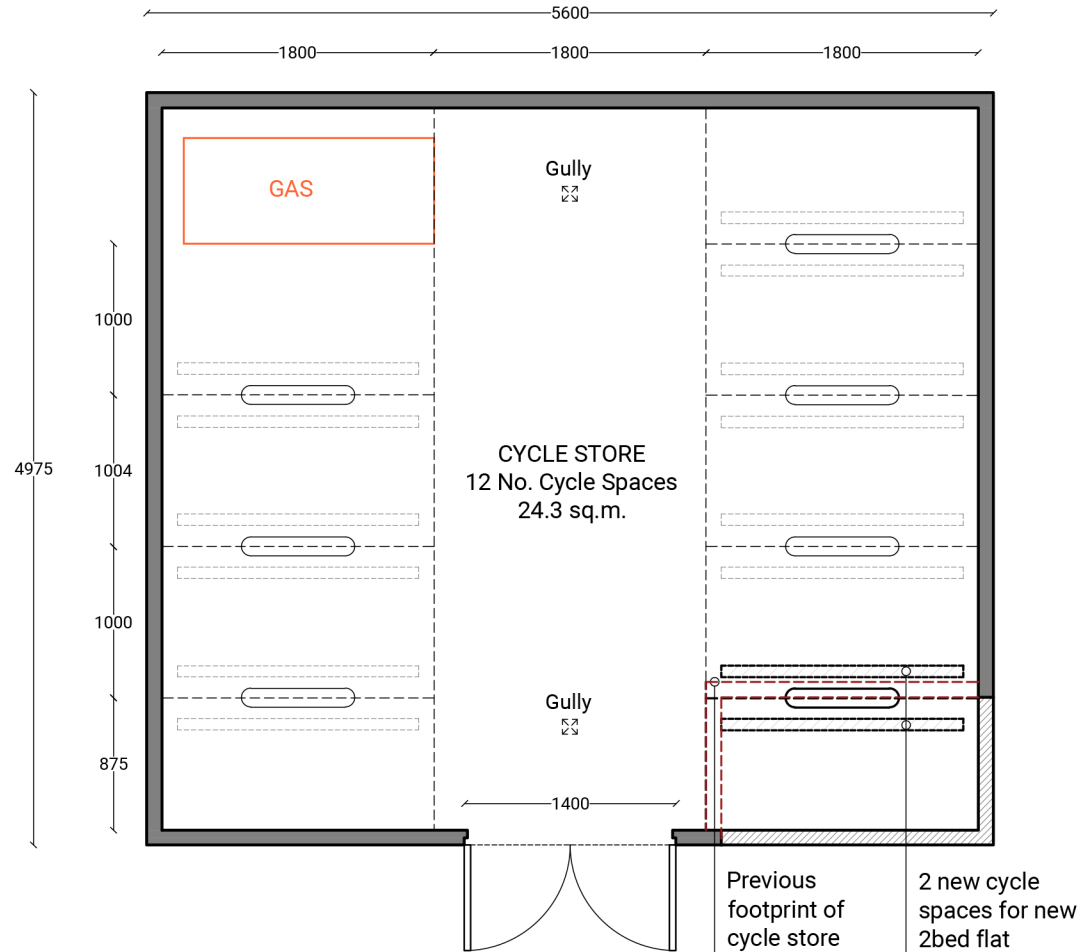 5600
1800
1800
1800
GAS
Gully
1000
4975
1004
CYCLE STORE
12 No. Cycle Spaces
24.3 sq.m.
1000
Gully
875
1400
Previous
footprint of
cycle store
2 new cycle
spaces for new
2bed flat